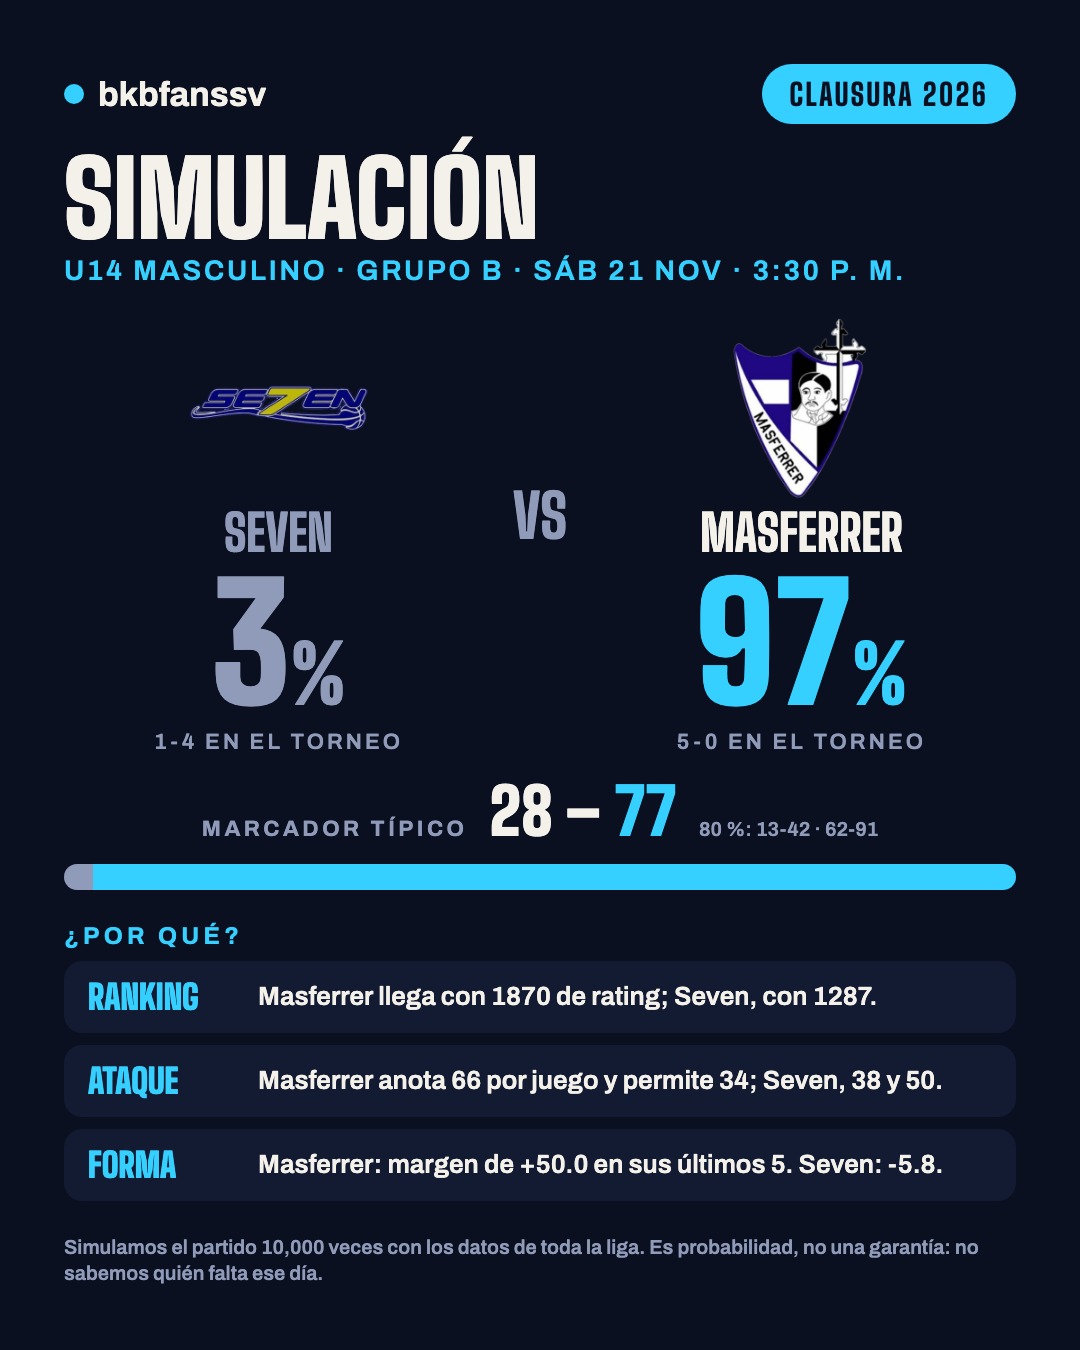 bkbfanssv
CLAUSURA 2026
SIMULACIÓN
U14 MASCULINO · GRUPO B · SÁB 21 NOV · 3:30 P. M.
SE7EN
MASFERRER
SEVEN
VS
MASFERRER
3%
97%
1-4 EN EL TORNEO
5-0 EN EL TORNEO
MARCADOR TÍPICO 28 – 77 80 %: 13-42 · 62-91
¿POR QUÉ?
RANKING Masferrer llega con 1870 de rating; Seven, con 1287.
ATAQUE Masferrer anota 66 por juego y permite 34; Seven, 38 y 50.
FORMA Masferrer: margen de +50.0 en sus últimos 5. Seven: -5.8.
Simulamos el partido 10,000 veces con los datos de toda la liga. Es probabilidad, no una garantía: no
sabemos quién falta ese día.